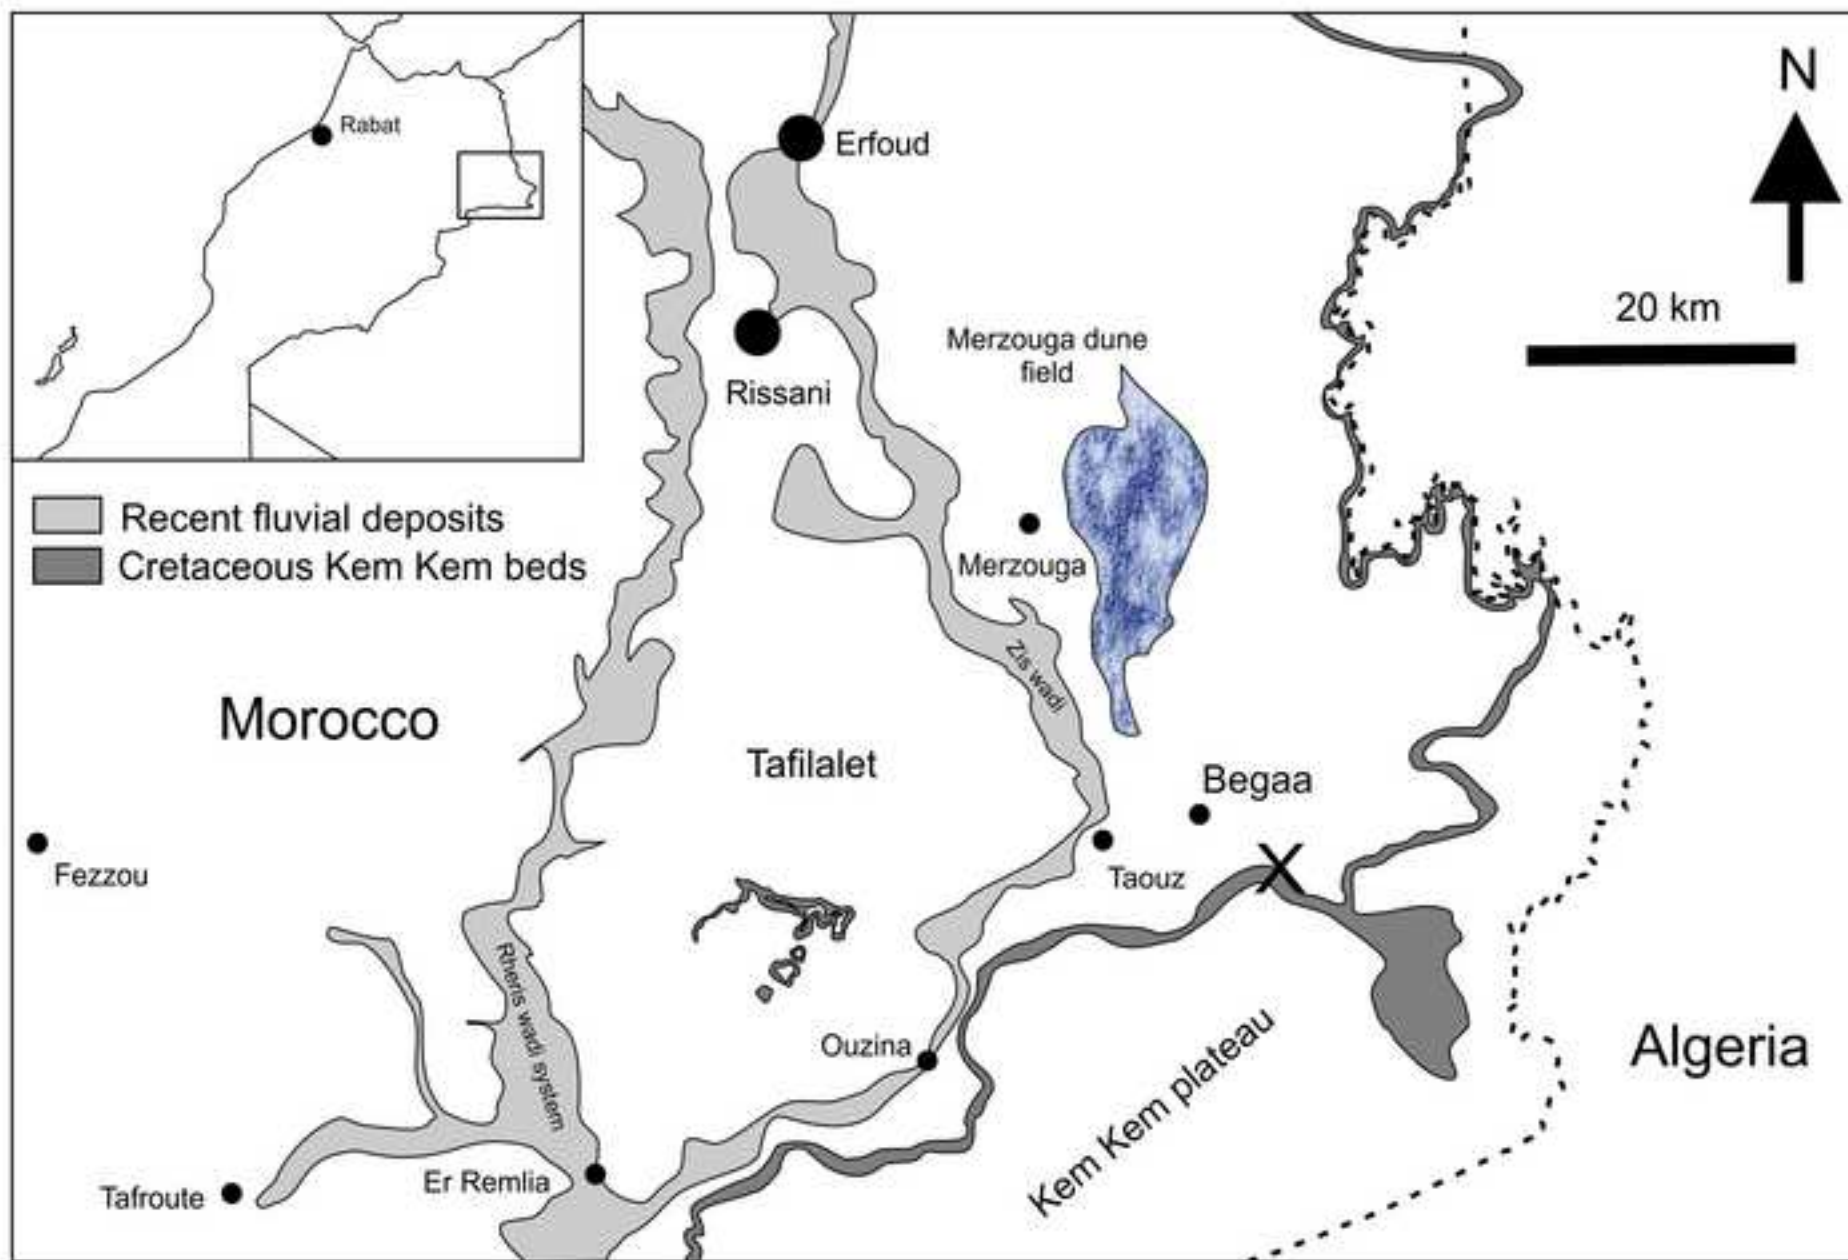 Rabat
N
Erfoud
20 km
Merzouga dune
field
Rissani
Recent fluvial deposits
Cretaceous Kem Kem beds
Merzouga
Zis wadi
Morocco
Tafilalet
Begaa
Fezzou
Taouz
X
Rheris wadi system
Ouzina
Kem Kem plateau
Algeria
Er Remlia
Tafroute